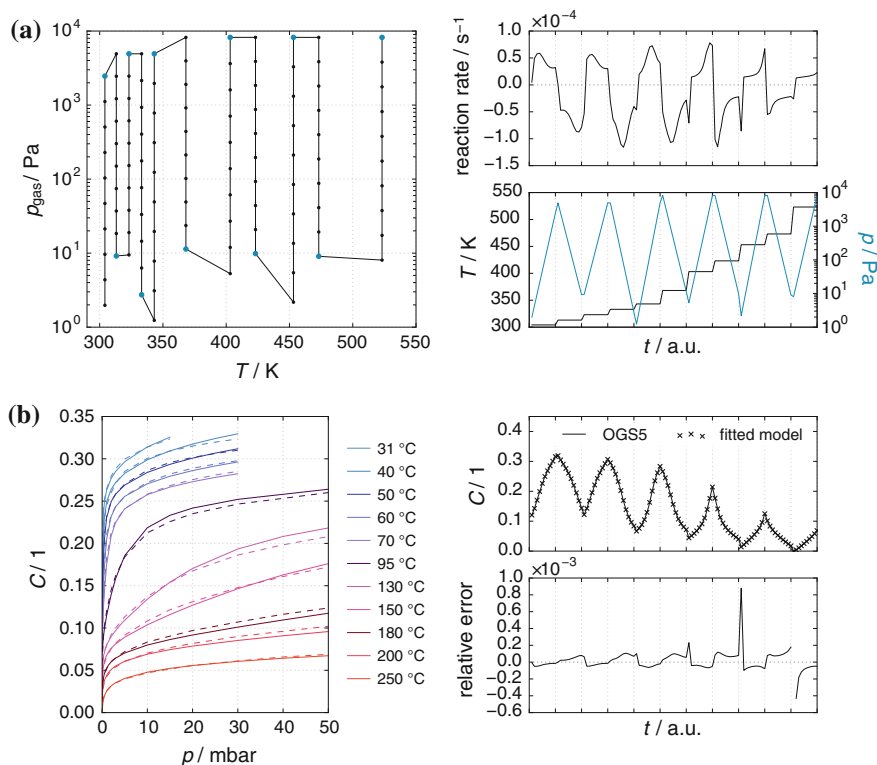 (a)
p_gas / Pa
10⁴
10³
10²
10¹
10⁰
300 350 400 450 500 550
T / K
×10⁻⁴
reaction rate / s⁻¹
1.0
0.5
0.0
−0.5
−1.0
−1.5
T / K
550
500
450
400
350
300
10⁴
10³
10²
10¹
10⁰
p / Pa
t / a.u.
(b)
C / 1
0.35
0.30
0.25
0.20
0.15
0.10
0.05
0.00
0 10 20 30 40 50
p / mbar
31 °C
40 °C
50 °C
60 °C
70 °C
95 °C
130 °C
150 °C
180 °C
200 °C
250 °C
C / 1
0.4
0.3
0.2
0.1
0.0
OGS5 fitted model
×10⁻³
relative error
1.0
0.8
0.6
0.4
0.2
0.0
−0.2
−0.4
−0.6
t / a.u.